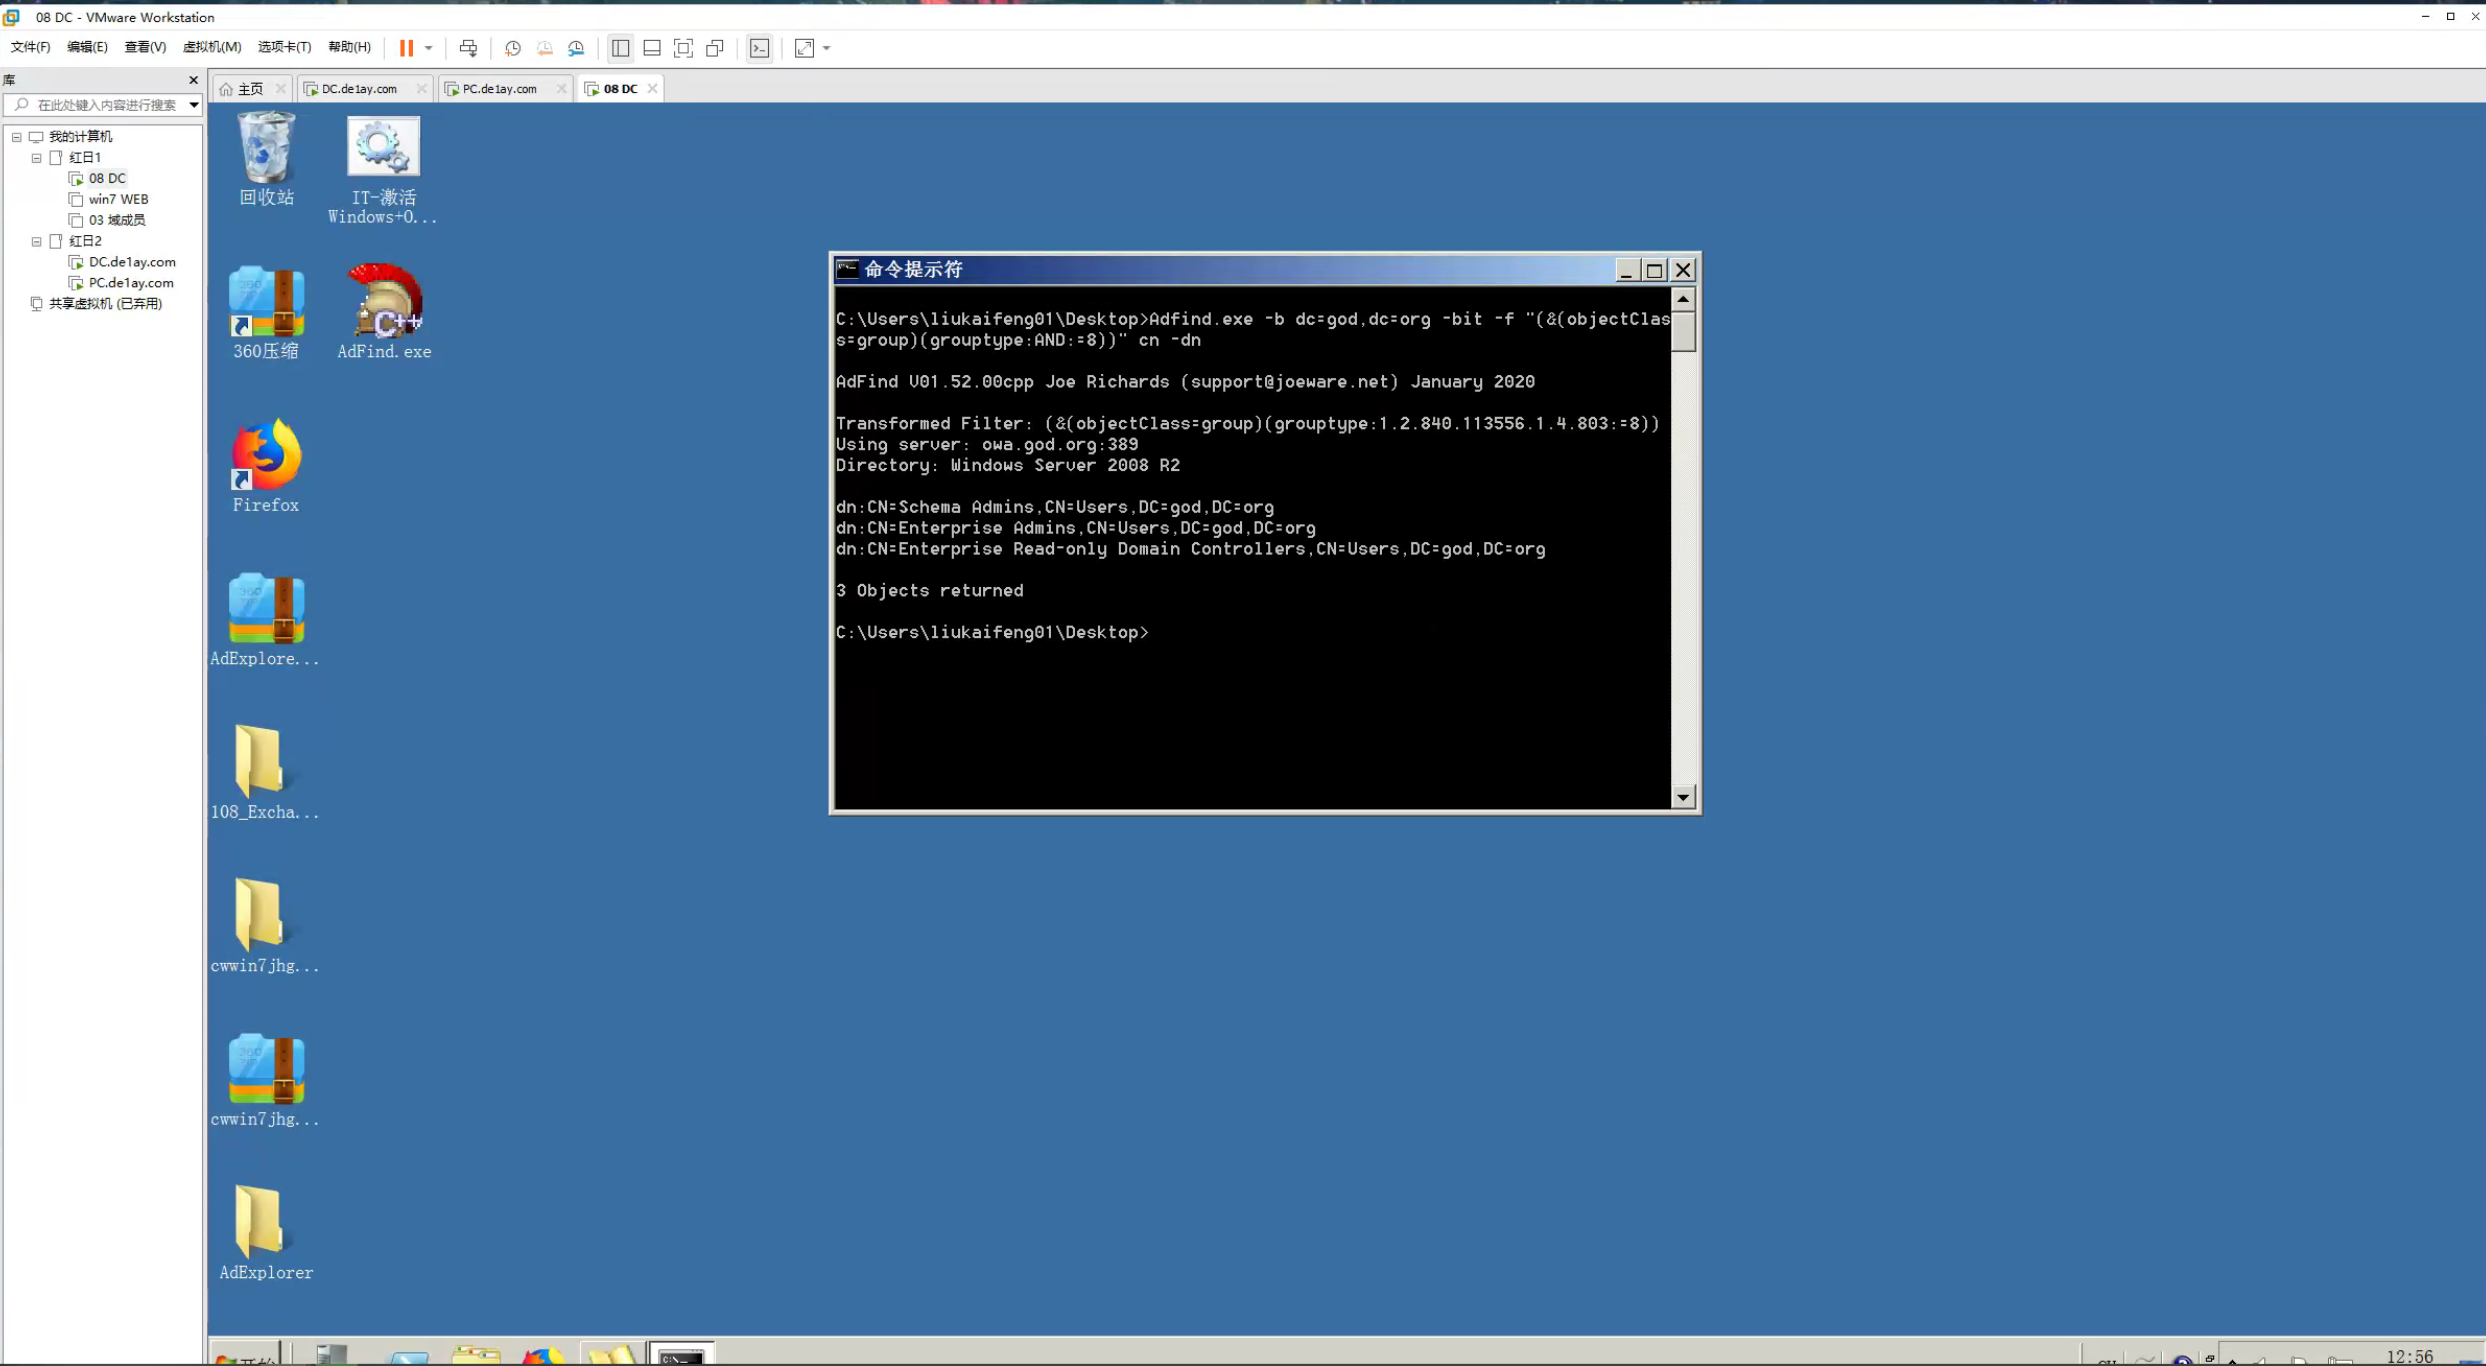 08 DC - VMware Workstation
文件(F) 编辑(E) 查看(V) 虚拟机(M) 选项卡(T) 帮助(H)
库
在此处键入内容进行搜索
我的计算机
红日1
08 DC
win7 WEB
03 域成员
红日2
DC.de1ay.com
PC.de1ay.com
共享虚拟机 (已弃用)
主页 DC.de1ay.com PC.de1ay.com 08 DC
回收站
IT-激活
Windows+O...
360压缩
AdFind.exe
Firefox
AdExplore...
108_Excha...
cwwin7jhg...
cwwin7jhg...
AdExplorer
命令提示符
C:\Users\liukaifeng01\Desktop>Adfind.exe -b dc=god,dc=org -bit -f "(&(objectClas
s=group)(grouptype:AND:=8))" cn -dn
AdFind V01.52.00cpp Joe Richards (support@joeware.net) January 2020
Transformed Filter: (&(objectClass=group)(grouptype:1.2.840.113556.1.4.803:=8))
Using server: owa.god.org:389
Directory: Windows Server 2008 R2
dn:CN=Schema Admins,CN=Users,DC=god,DC=org
dn:CN=Enterprise Admins,CN=Users,DC=god,DC=org
dn:CN=Enterprise Read-only Domain Controllers,CN=Users,DC=god,DC=org
3 Objects returned
C:\Users\liukaifeng01\Desktop>
开始
12:56